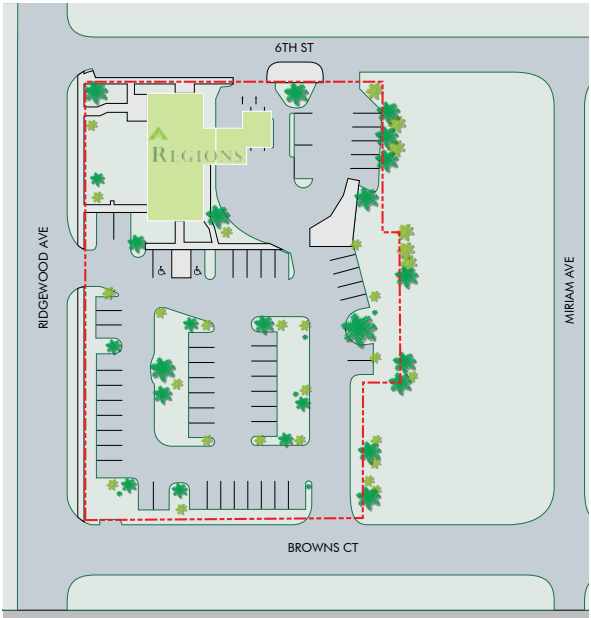 6TH ST
REGIONS
RIDGEWOOD AVE
MIRIAM AVE
BROWNS CT